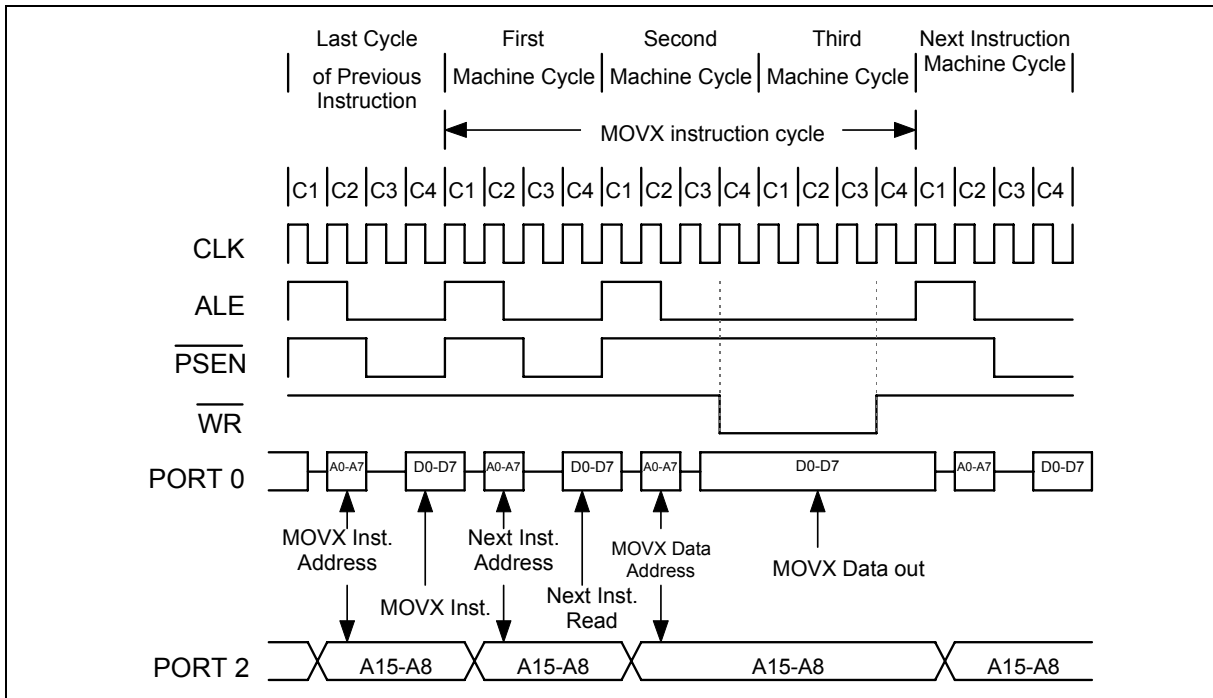 Last Cycle
of Previous
Instruction
First
Machine Cycle
Second
Machine Cycle
Third
Machine Cycle
Next Instruction
Machine Cycle
MOVX instruction cycle
C1 C2 C3 C4 C1 C2 C3 C4 C1 C2 C3 C4 C1 C2 C3 C4 C1 C2 C3 C4
CLK
ALE
PSEN
WR
PORT 0
A0-A7 D0-D7 A0-A7 D0-D7 A0-A7 D0-D7 A0-A7 D0-D7
MOVX Inst.
Address
MOVX Inst.
Next Inst.
Address
Next Inst.
Read
MOVX Data
Address
MOVX Data out
PORT 2
A15-A8 A15-A8 A15-A8 A15-A8